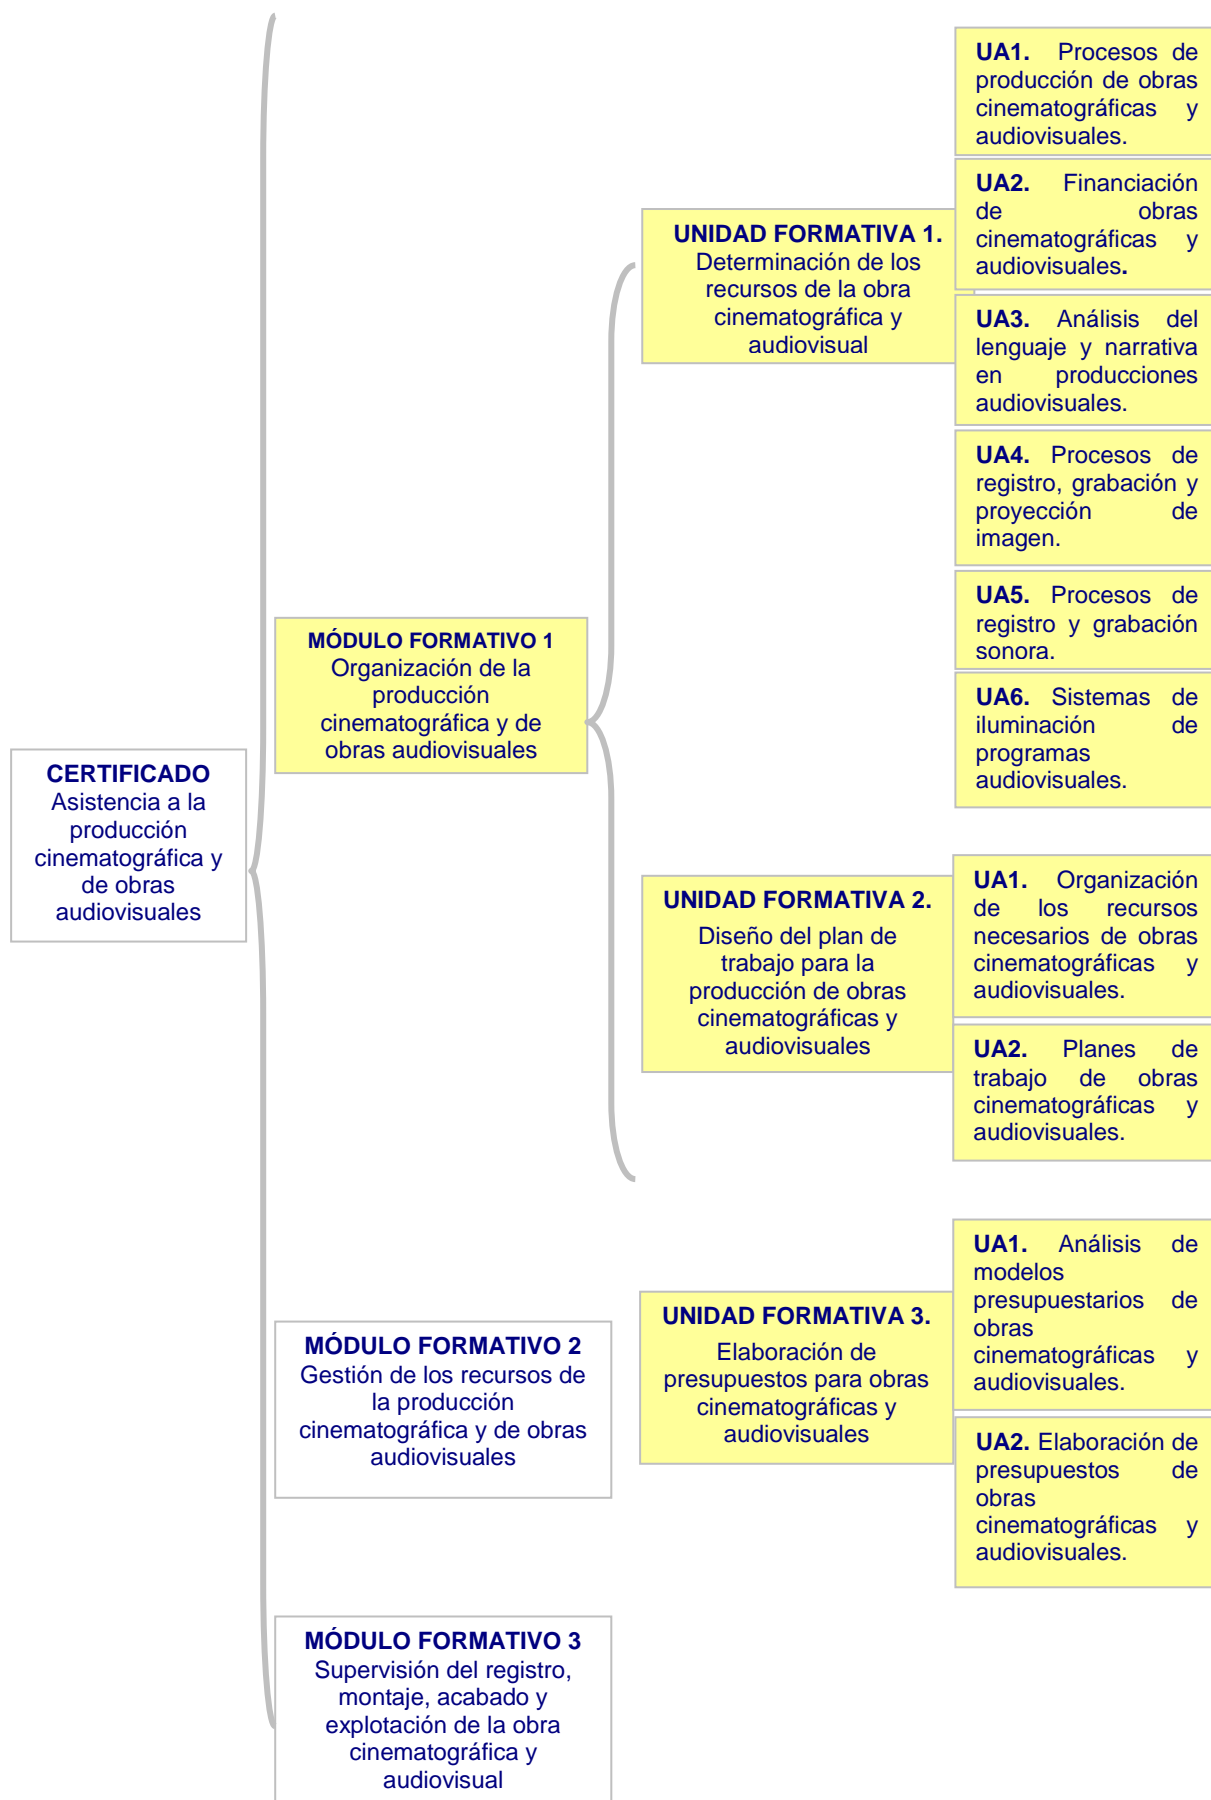 CERTIFICADO
Asistencia a la
producción
cinematográfica y
de obras
audiovisuales
MÓDULO FORMATIVO 1
Organización de la
producción
cinematográfica y de
obras audiovisuales
UNIDAD FORMATIVA 1.
Determinación de los
recursos de la obra
cinematográfica y
audiovisual
UA1. Procesos de
producción de obras
cinematográficas y
audiovisuales.
UA2. Financiación
de obras
cinematográficas y
audiovisuales.
UA3. Análisis del
lenguaje y narrativa
en producciones
audiovisuales.
UA4. Procesos de
registro, grabación y
proyección de
imagen.
UA5. Procesos de
registro y grabación
sonora.
UA6. Sistemas de
iluminación de
programas
audiovisuales.
UNIDAD FORMATIVA 2.
Diseño del plan de
trabajo para la
producción de obras
cinematográficas y
audiovisuales
UA1. Organización
de los recursos
necesarios de obras
cinematográficas y
audiovisuales.
UA2. Planes de
trabajo de obras
cinematográficas y
audiovisuales.
UNIDAD FORMATIVA 3.
Elaboración de
presupuestos para obras
cinematográficas y
audiovisuales
UA1. Análisis de
modelos
presupuestarios de
obras
cinematográficas y
audiovisuales.
UA2. Elaboración de
presupuestos de
obras
cinematográficas y
audiovisuales.
MÓDULO FORMATIVO 2
Gestión de los recursos de
la producción
cinematográfica y de obras
audiovisuales
MÓDULO FORMATIVO 3
Supervisión del registro,
montaje, acabado y
explotación de la obra
cinematográfica y
audiovisual